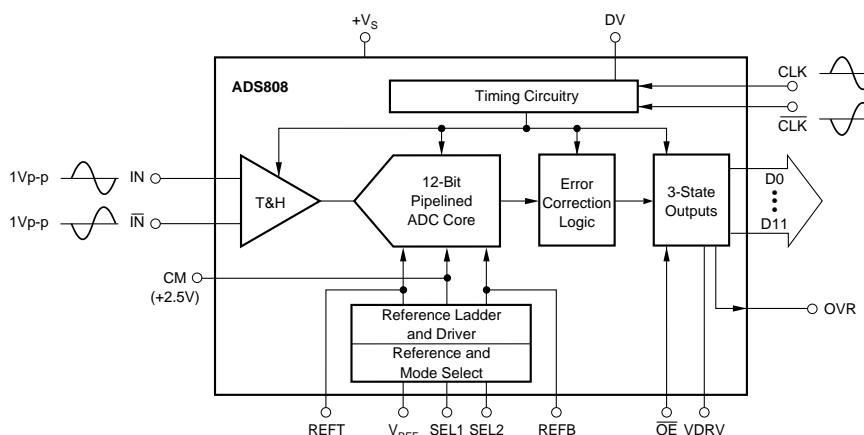 +VS
DV
ADS808
Timing Circuitry
CLK
CLK
1Vp-p
IN
1Vp-p
IN
T&H
12-Bit
Pipelined
ADC Core
Error
Correction
Logic
3-State
Outputs
D0
D11
CM
(+2.5V)
Reference Ladder
and Driver
Reference and
Mode Select
OVR
REFT
SEL1
SEL2
REFB
OE
VDRV